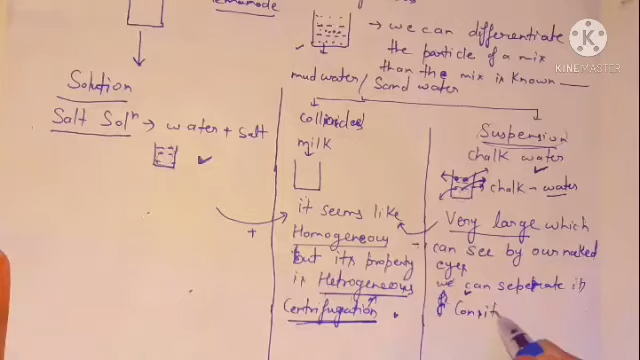 → we can differentiate
the particle of a mix
than the mix is known
mud water / Sand water
Solution
Salt Solⁿ → water + salt
colloides
milk
it seems like
Homogeneous
but its property
is Hetrogeneous
Centrifugation
+
Suspension
chalk water
chalk - water
Very large which
can see by our naked
eyes
we can seperate it
Consit
KINEMASTER